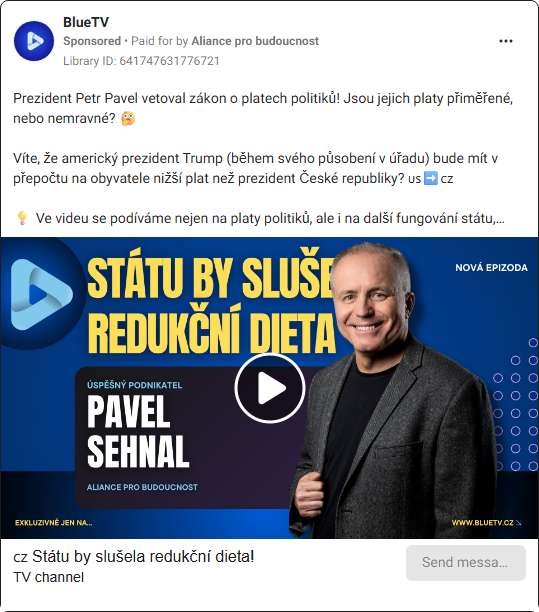 BlueTV
Sponsored • Paid for by Aliance pro budoucnost
Library ID: 641747631776721
Prezident Petr Pavel vetoval zákon o platech politiků! Jsou jejich platy přiměřené,
nebo nemravné? 🤔
Víte, že americký prezident Trump (během svého působení v úřadu) bude mít v
přepočtu na obyvatele nižší plat než prezident České republiky? us➡️cz
💡 Ve videu se podíváme nejen na platy politiků, ale i na další fungování státu,...
STÁTU BY SLUŠE
REDUKČNÍ DIETA
NOVÁ EPIZODA
ÚSPĚŠNÝ PODNIKATEL
PAVEL
SEHNAL
ALIANCE PRO BUDOUCNOST
EXKLUZIVNĚ JEN NA...
WWW.BLUETV.CZ
cz Státu by slušela redukční dieta!
TV channel
Send messa...